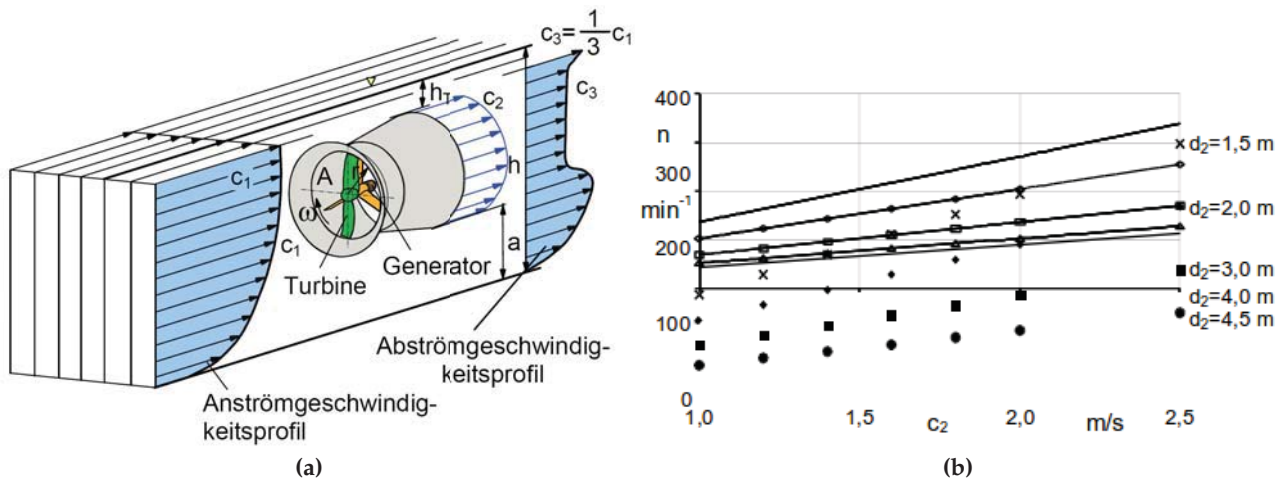 c₃=1/3 c₁
c₃
h_T
c₂
h
c₁
A
r
ω
c₁
a
Generator
Turbine
Abströmgeschwindig-
keitsprofil
Anströmgeschwindig-
keitsprofil
(a)
400
n
300
min⁻¹
200
100
0
1,0
1,5
c₂
2,0
m/s
2,5
d₂=1,5 m
d₂=2,0 m
d₂=3,0 m
d₂=4,0 m
d₂=4,5 m
(b)